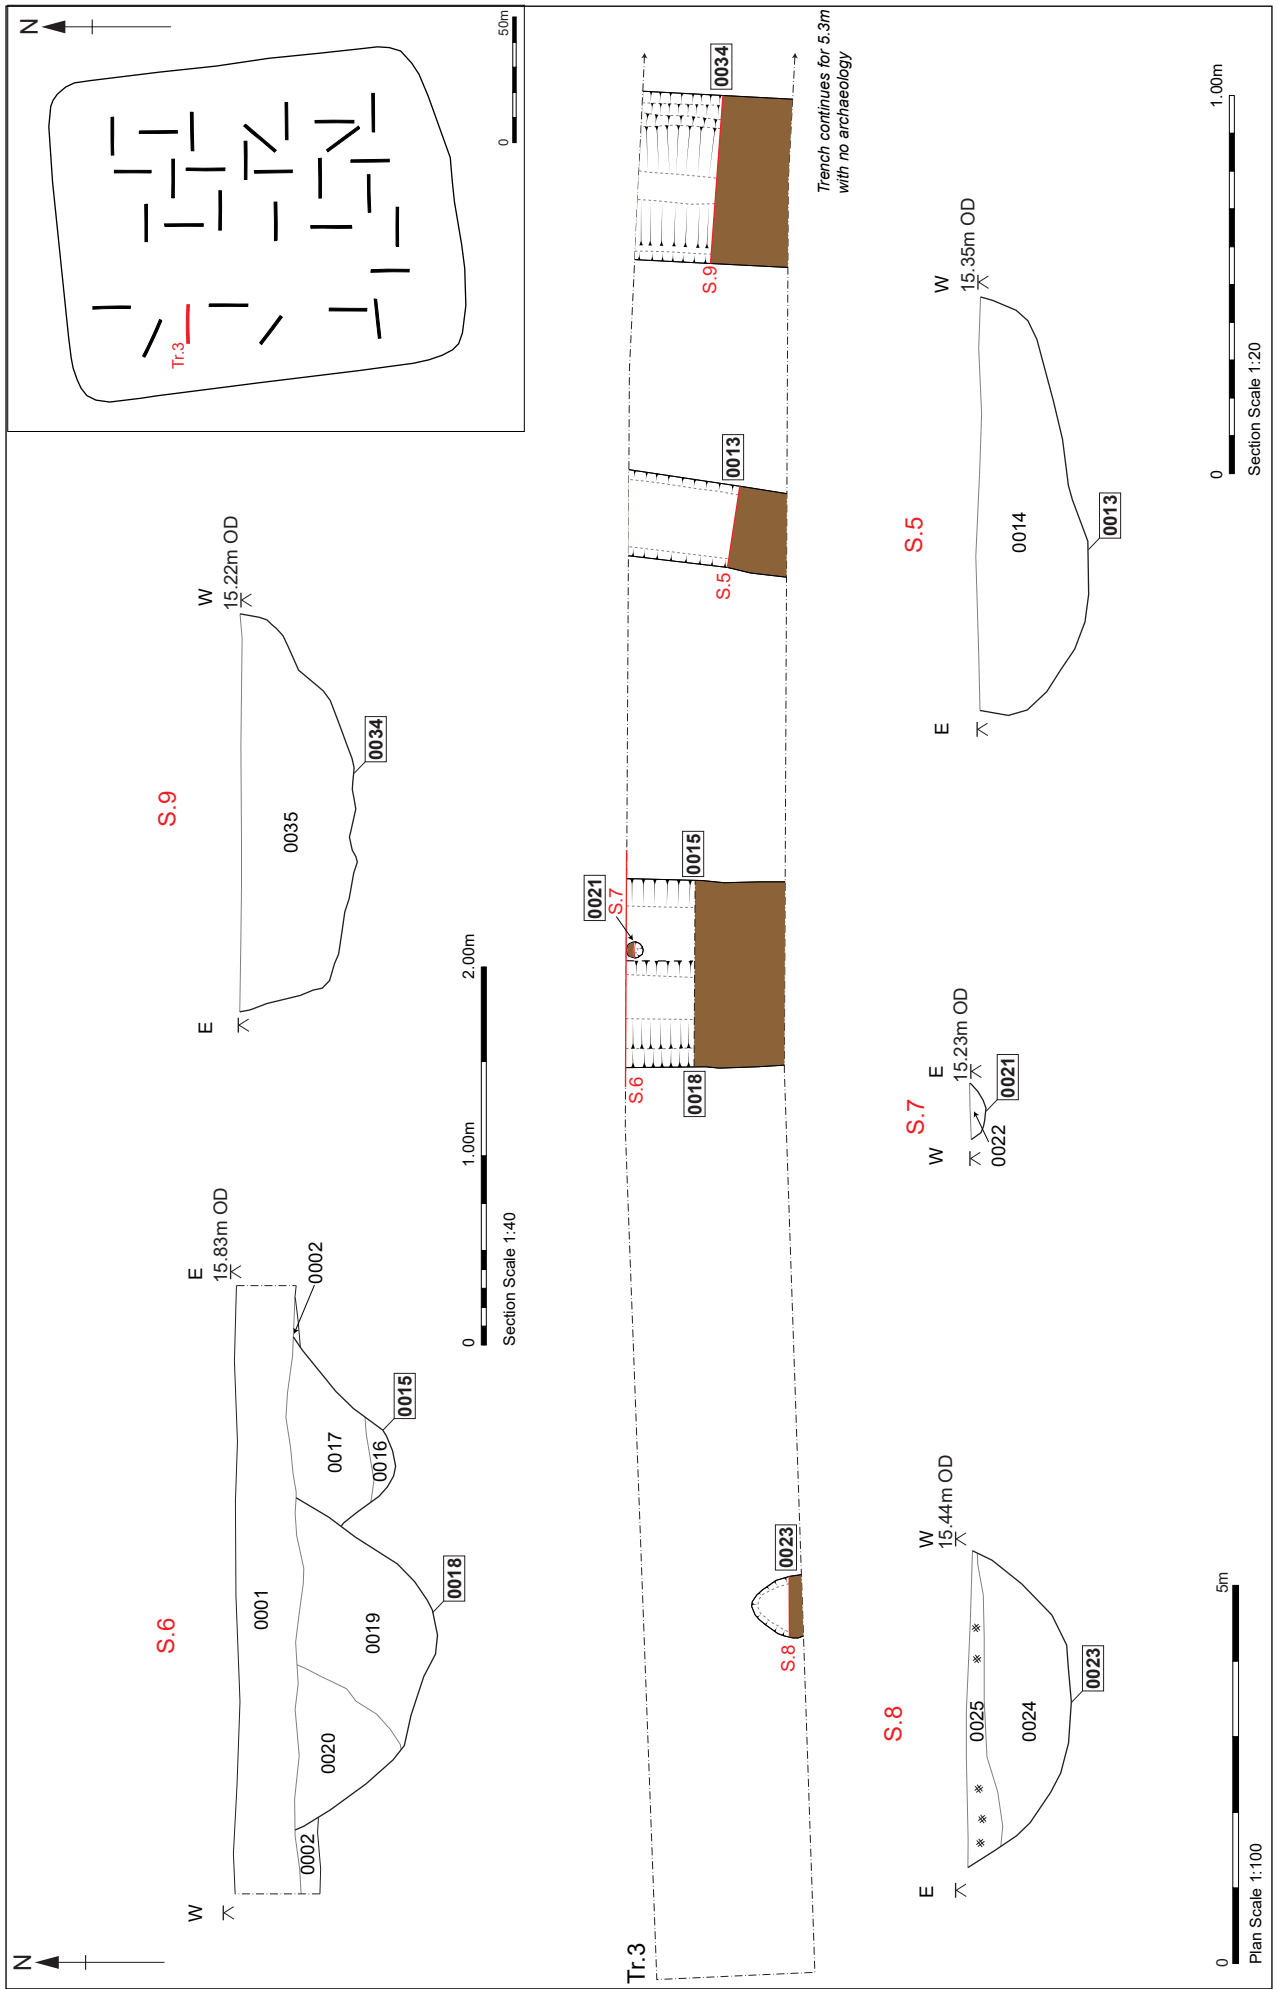 N
W
E
15.83m OD
S.6
0001
0002
0020
0019
0018
0017
0016
0015
0002
0
1.00m
2.00m
Section Scale 1:40
S.9
E
W
15.22m OD
0035
0034
N
Tr.3
0
50m
Tr.3
S.8
0023
S.6
0018
0021
S.7
0015
S.5
0013
S.9
0034
Trench continues for 5.3m
with no archaeology
S.8
E
W
15.44m OD
0025
0024
0023
S.7
W
E
15.23m OD
0022
0021
S.5
E
W
15.35m OD
0014
0013
0
5m
Plan Scale 1:100
0
1.00m
Section Scale 1:20